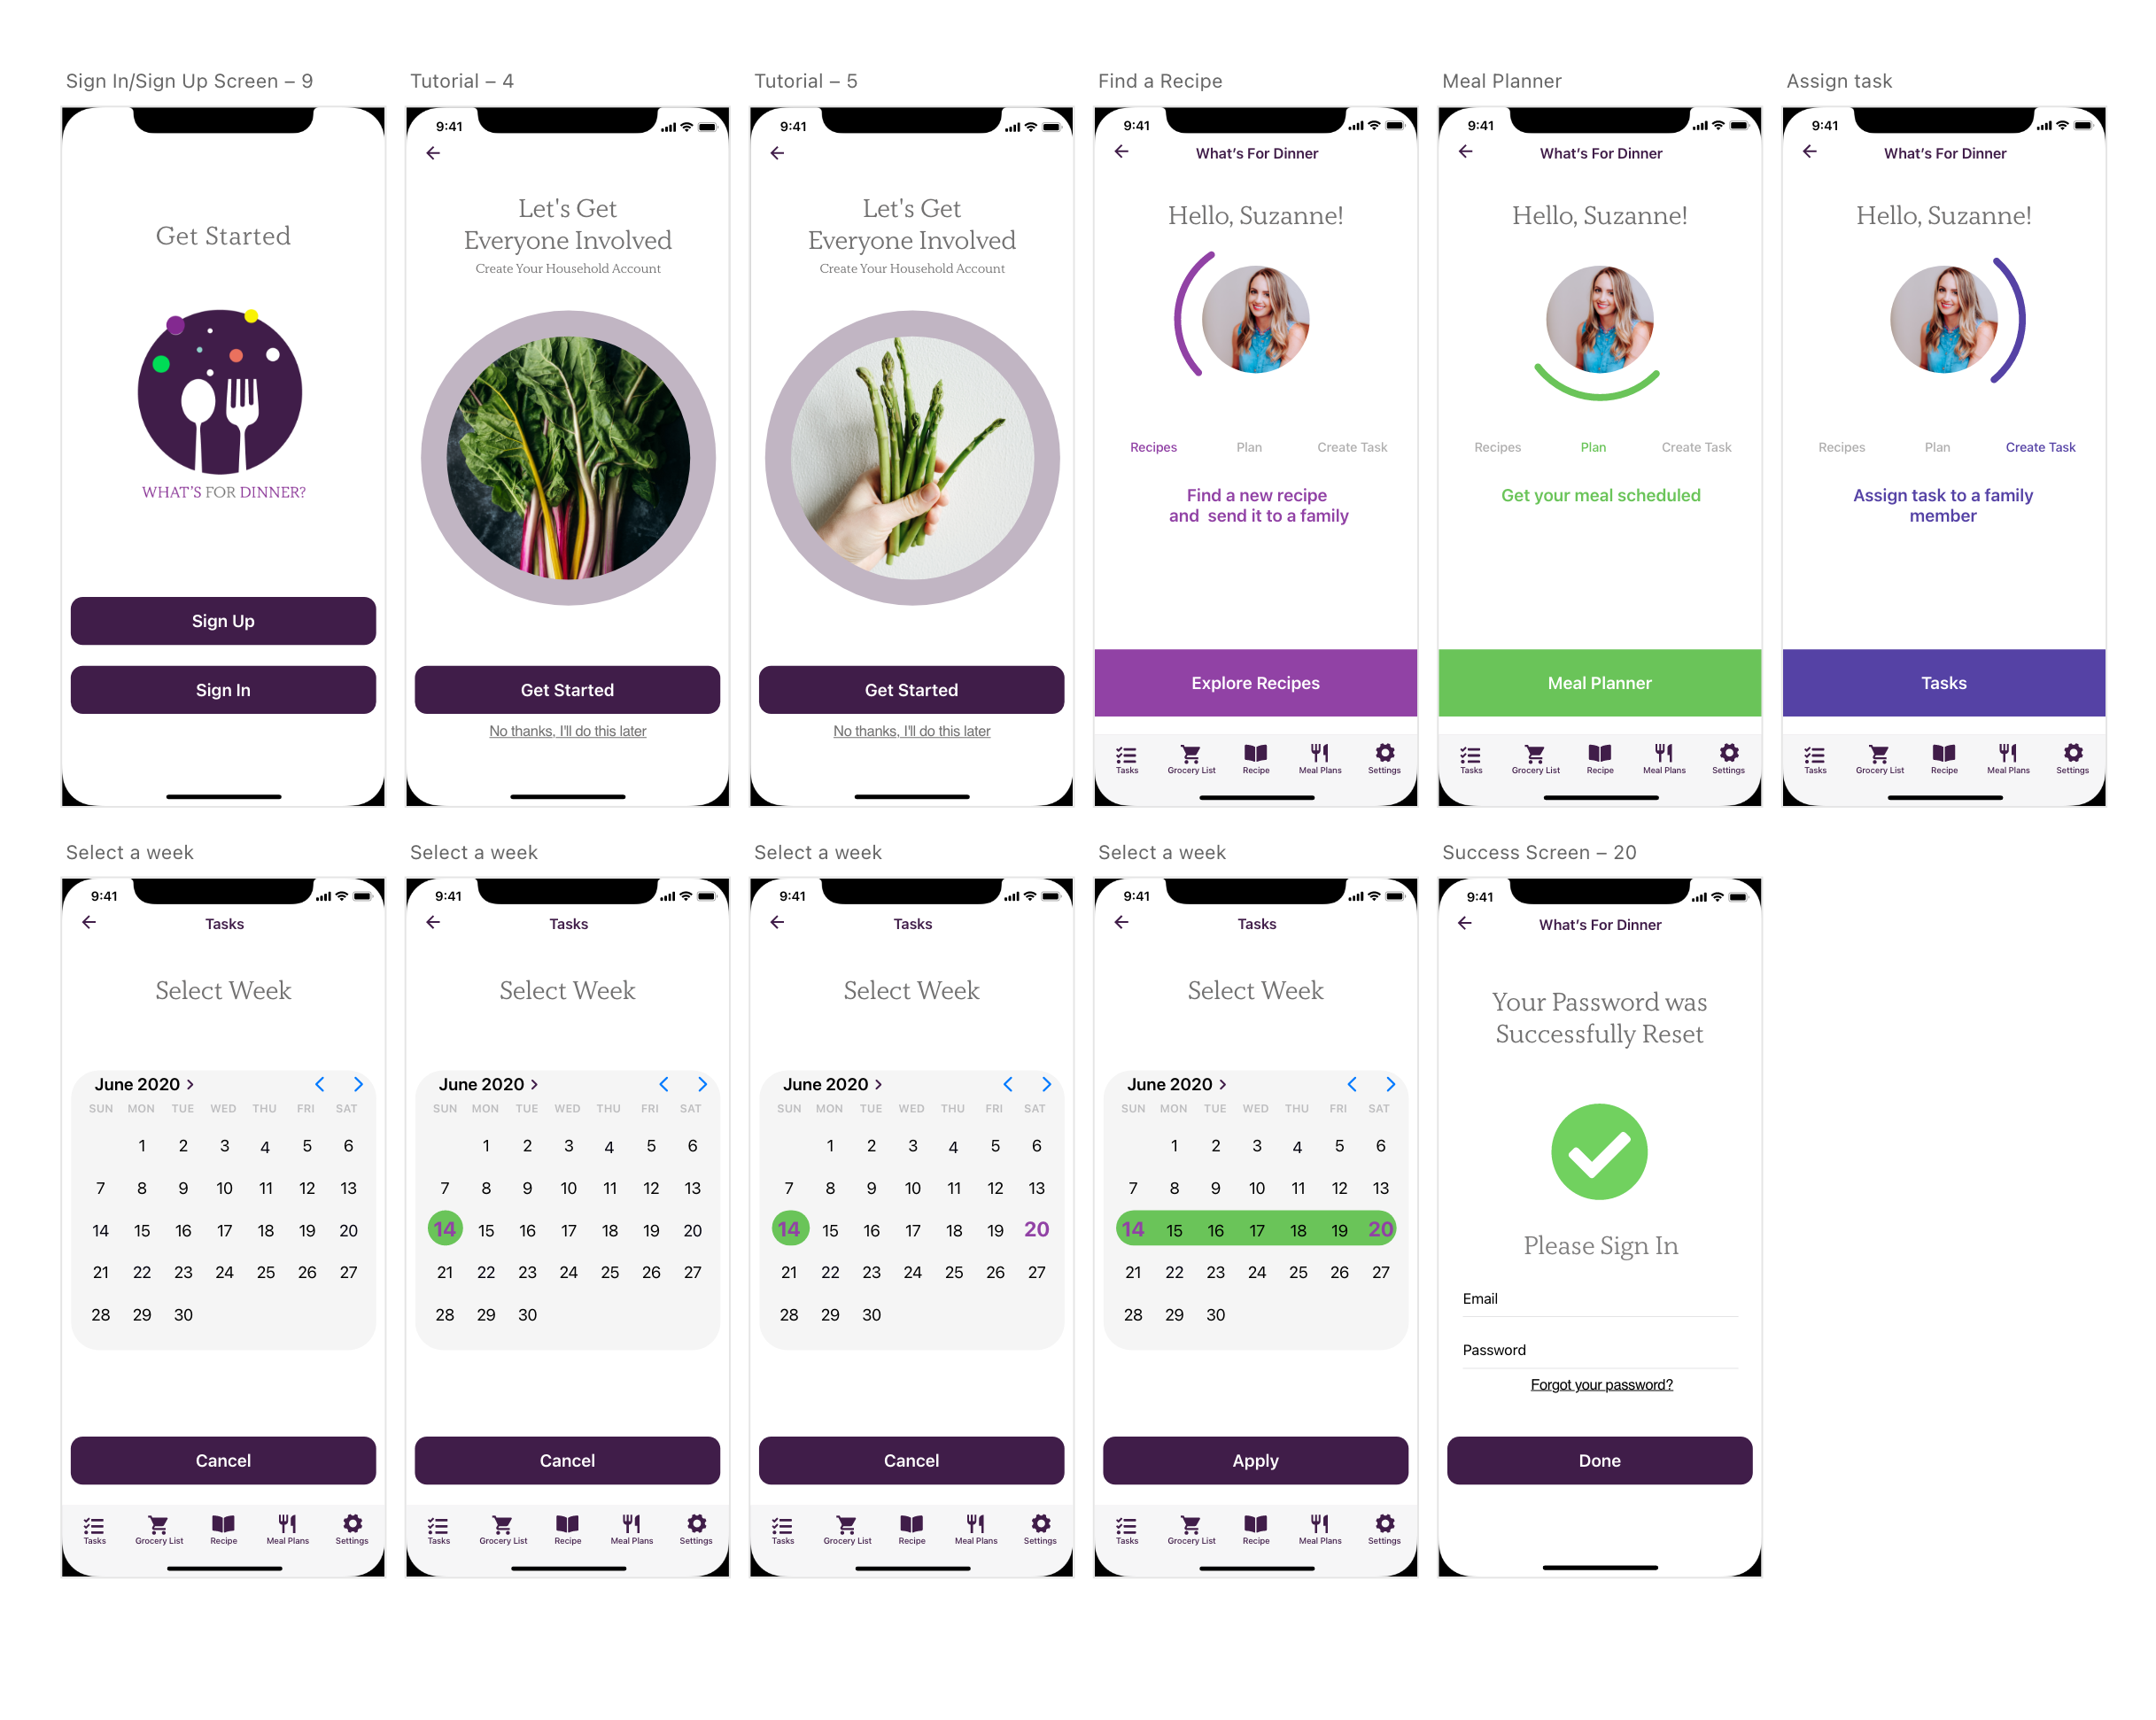 Sign In/Sign Up Screen – 9
Get Started
WHAT'S FOR DINNER?
Sign Up
Sign In
Tutorial – 4
9:41
Let's Get
Everyone Involved
Create Your Household Account
Get Started
No thanks, I'll do this later
Tutorial – 5
9:41
Let's Get
Everyone Involved
Create Your Household Account
Get Started
No thanks, I'll do this later
Find a Recipe
9:41
What's For Dinner
Hello, Suzanne!
Recipes Plan Create Task
Find a new recipe
and send it to a family
Explore Recipes
Tasks Grocery List Recipe Meal Plans Settings
Meal Planner
9:41
What's For Dinner
Hello, Suzanne!
Recipes Plan Create Task
Get your meal scheduled
Meal Planner
Tasks Grocery List Recipe Meal Plans Settings
Assign task
9:41
What's For Dinner
Hello, Suzanne!
Recipes Plan Create Task
Assign task to a family
member
Tasks
Tasks Grocery List Recipe Meal Plans Settings
Select a week
9:41
Tasks
Select Week
June 2020
SUN MON TUE WED THU FRI SAT
1 2 3 4 5 6
7 8 9 10 11 12 13
14 15 16 17 18 19 20
21 22 23 24 25 26 27
28 29 30
Cancel
Tasks Grocery List Recipe Meal Plans Settings
Select a week
9:41
Tasks
Select Week
June 2020
SUN MON TUE WED THU FRI SAT
1 2 3 4 5 6
7 8 9 10 11 12 13
14 15 16 17 18 19 20
21 22 23 24 25 26 27
28 29 30
Cancel
Tasks Grocery List Recipe Meal Plans Settings
Select a week
9:41
Tasks
Select Week
June 2020
SUN MON TUE WED THU FRI SAT
1 2 3 4 5 6
7 8 9 10 11 12 13
14 15 16 17 18 19 20
21 22 23 24 25 26 27
28 29 30
Cancel
Tasks Grocery List Recipe Meal Plans Settings
Select a week
9:41
Tasks
Select Week
June 2020
SUN MON TUE WED THU FRI SAT
1 2 3 4 5 6
7 8 9 10 11 12 13
14 15 16 17 18 19 20
21 22 23 24 25 26 27
28 29 30
Apply
Tasks Grocery List Recipe Meal Plans Settings
Success Screen – 20
9:41
What's For Dinner
Your Password was
Successfully Reset
Please Sign In
Email
Password
Forgot your password?
Done